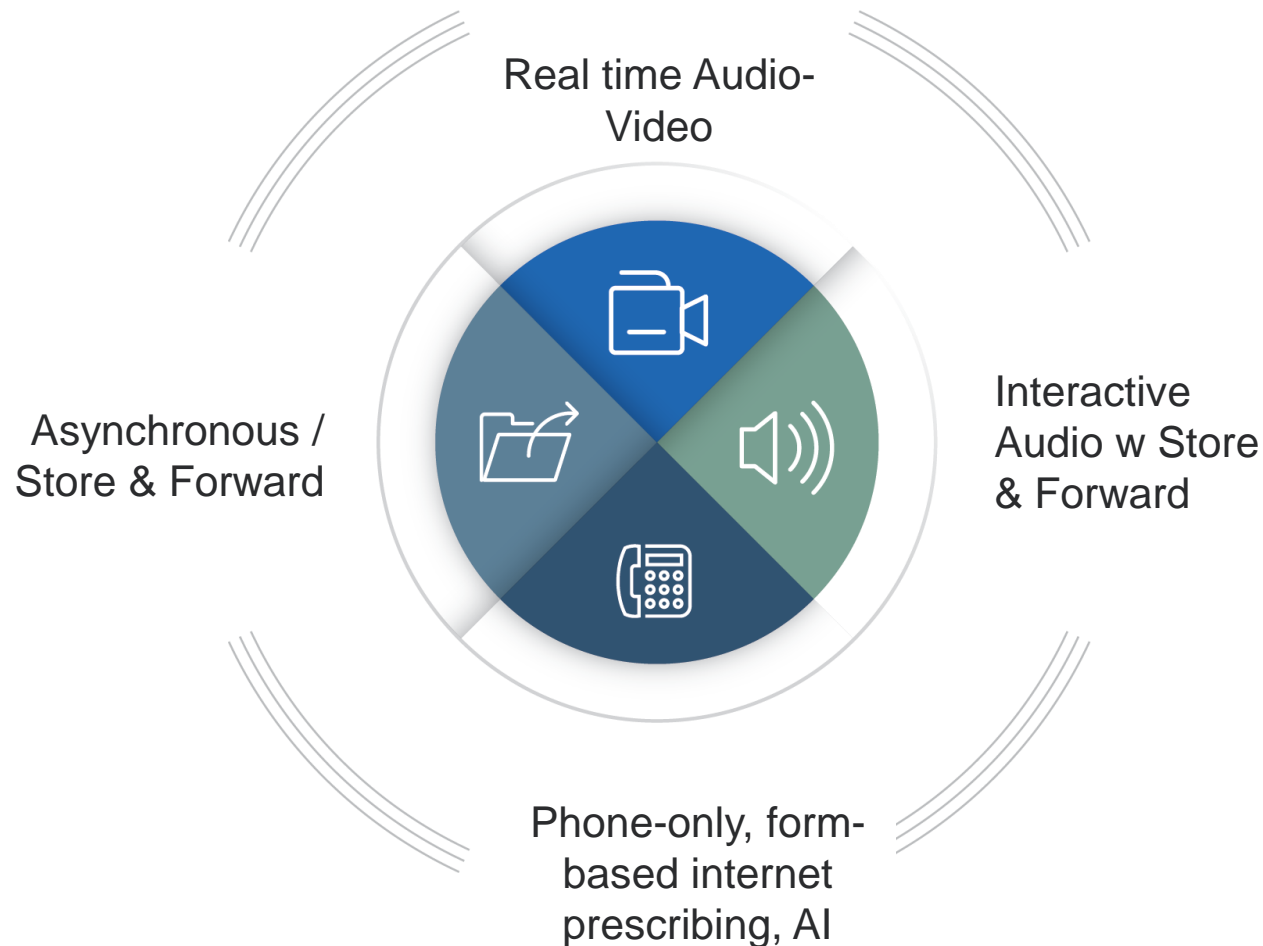 Real time Audio-
Video
Asynchronous /
Store & Forward
Interactive
Audio w Store
& Forward
Phone-only, form-
based internet
prescribing, AI